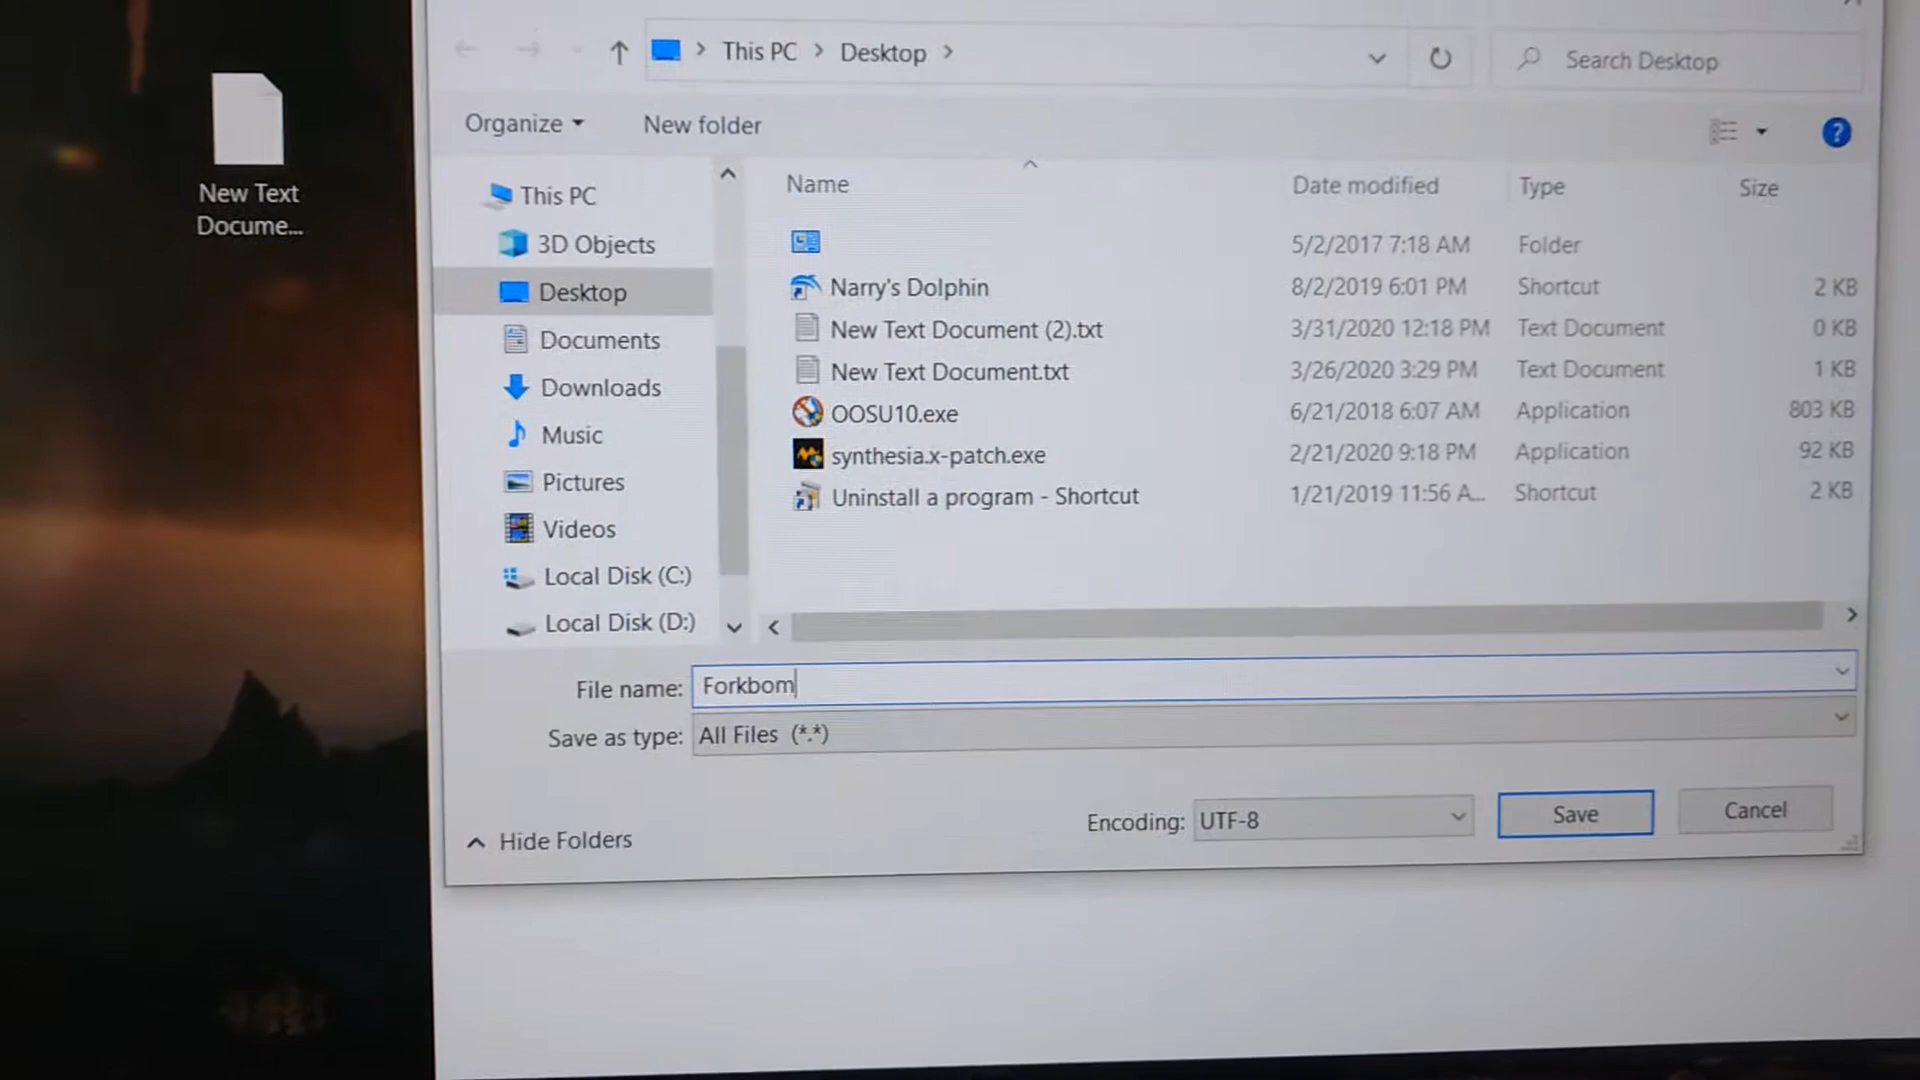 New Text
Docume...
This PC > Desktop >
Search Desktop
Organize
New folder
?
This PC
3D Objects
Desktop
Documents
Downloads
Music
Pictures
Videos
Local Disk (C:)
Local Disk (D:)
Name Date modified Type Size
5/2/2017 7:18 AM Folder
Narry's Dolphin 8/2/2019 6:01 PM Shortcut 2 KB
New Text Document (2).txt 3/31/2020 12:18 PM Text Document 0 KB
New Text Document.txt 3/26/2020 3:29 PM Text Document 1 KB
OOSU10.exe 6/21/2018 6:07 AM Application 803 KB
synthesia.x-patch.exe 2/21/2020 9:18 PM Application 92 KB
Uninstall a program - Shortcut 1/21/2019 11:56 A... Shortcut 2 KB
File name: Forkbom
Save as type: All Files (*.*)
Hide Folders
Encoding: UTF-8
Save
Cancel